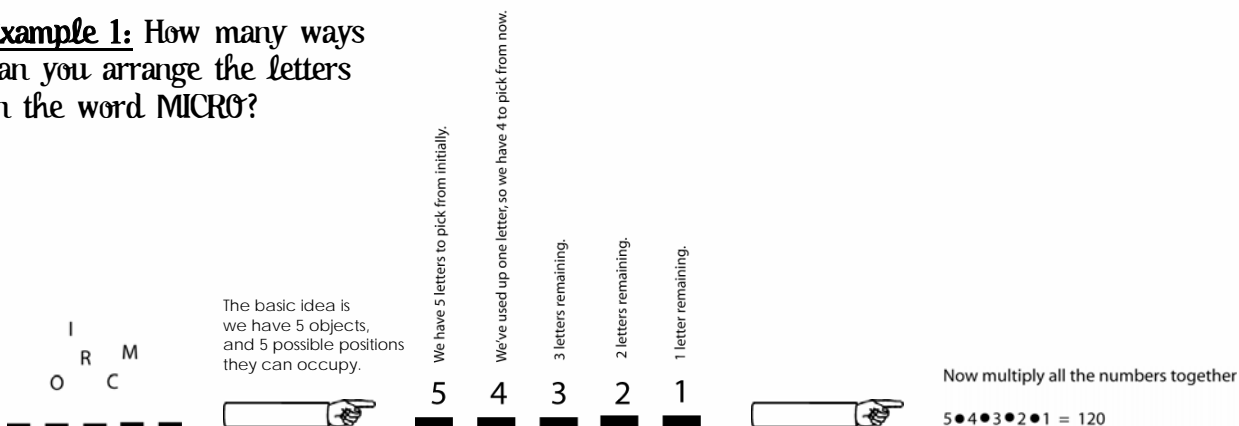 xample 1: How many ways
an you arrange the letters
n the word MICRO?
We have 5 letters to pick from initially.
We've used up one letter, so we have 4 to pick from now.
3 letters remaining.
2 letters remaining.
1 letter remaining.
The basic idea is
we have 5 objects,
and 5 possible positions
they can occupy.
I
R M
O C
5 4 3 2 1
Now multiply all the numbers together
5●4●3●2●1 = 120